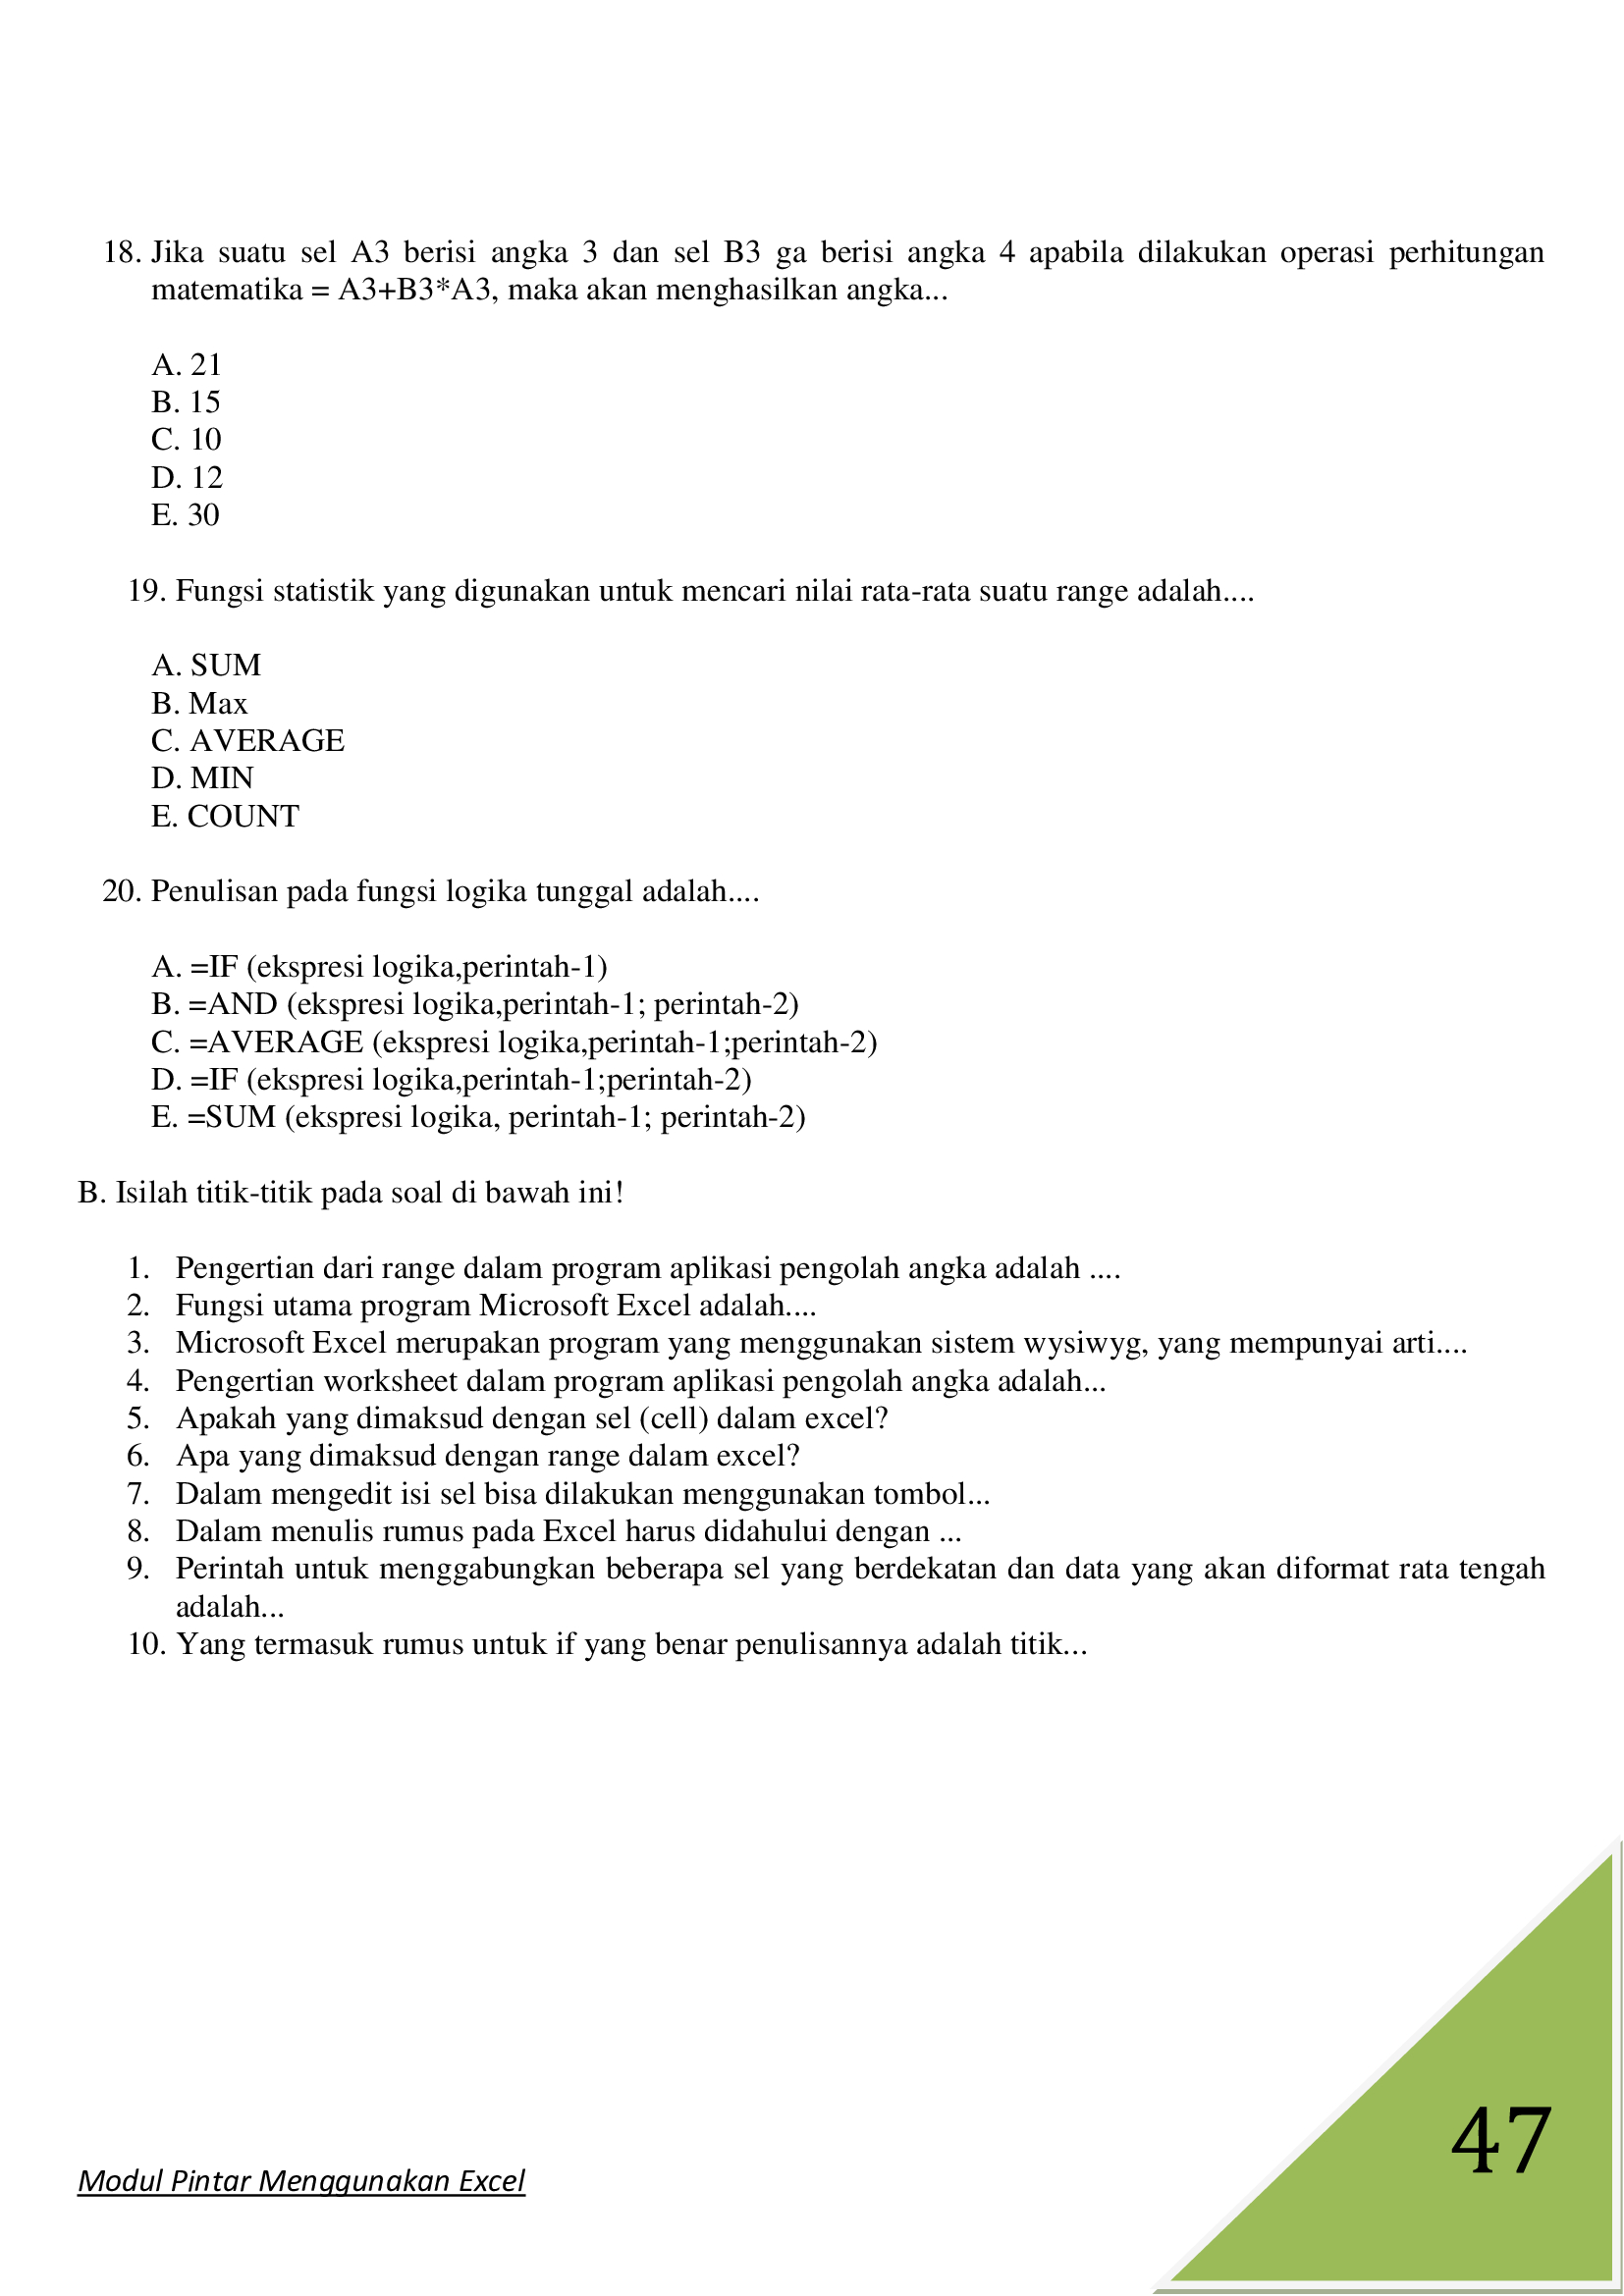 18. Jika suatu sel A3 berisi angka 3 dan sel B3 ga berisi angka 4 apabila dilakukan operasi perhitungan
matematika = A3+B3*A3, maka akan menghasilkan angka...
A. 21
B. 15
C. 10
D. 12
E. 30
19. Fungsi statistik yang digunakan untuk mencari nilai rata-rata suatu range adalah....
A. SUM
B. Max
C. AVERAGE
D. MIN
E. COUNT
20. Penulisan pada fungsi logika tunggal adalah....
A. =IF (ekspresi logika,perintah-1)
B. =AND (ekspresi logika,perintah-1; perintah-2)
C. =AVERAGE (ekspresi logika,perintah-1;perintah-2)
D. =IF (ekspresi logika,perintah-1;perintah-2)
E. =SUM (ekspresi logika, perintah-1; perintah-2)
B. Isilah titik-titik pada soal di bawah ini!
1. Pengertian dari range dalam program aplikasi pengolah angka adalah ....
2. Fungsi utama program Microsoft Excel adalah....
3. Microsoft Excel merupakan program yang menggunakan sistem wysiwyg, yang mempunyai arti....
4. Pengertian worksheet dalam program aplikasi pengolah angka adalah...
5. Apakah yang dimaksud dengan sel (cell) dalam excel?
6. Apa yang dimaksud dengan range dalam excel?
7. Dalam mengedit isi sel bisa dilakukan menggunakan tombol...
8. Dalam menulis rumus pada Excel harus didahului dengan ...
9. Perintah untuk menggabungkan beberapa sel yang berdekatan dan data yang akan diformat rata tengah
adalah...
10. Yang termasuk rumus untuk if yang benar penulisannya adalah titik...
47
Modul Pintar Menggunakan Excel